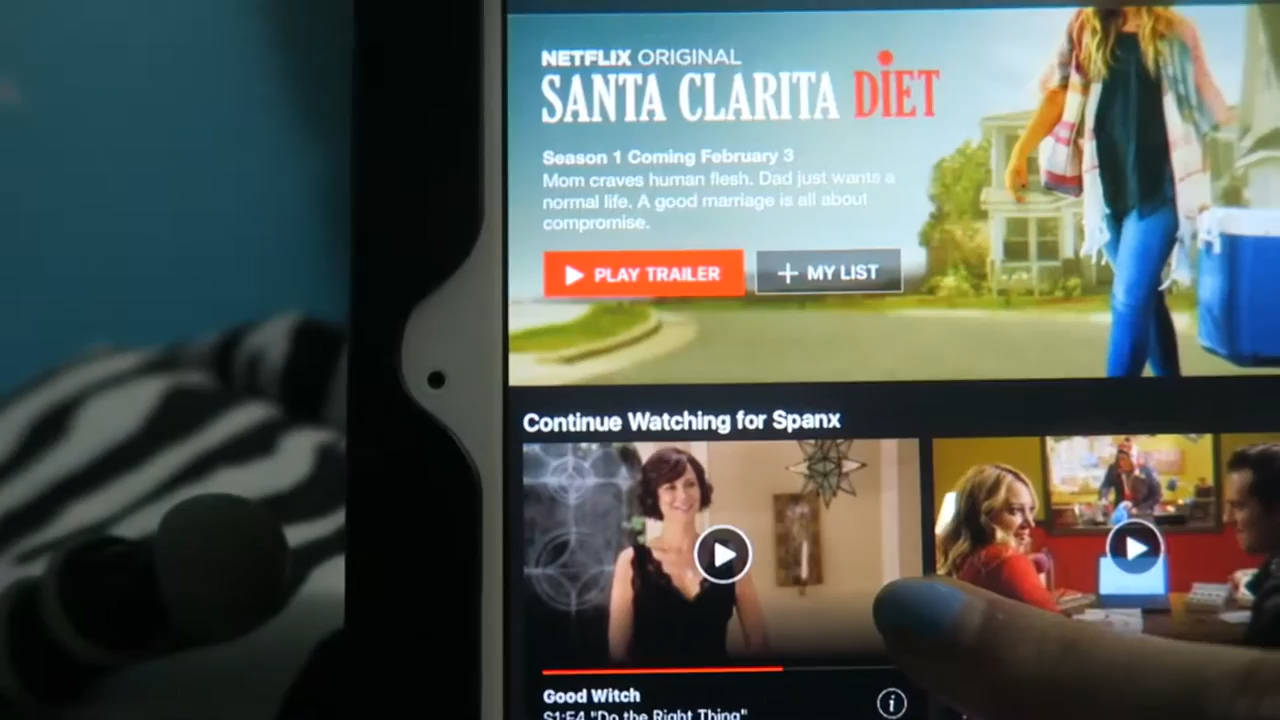 NETFLIX ORIGINAL
SANTA CLARITA DIET
Season 1 Coming February 3
Mom craves human flesh. Dad just wants a
normal life. A good marriage is all about
compromise.
PLAY TRAILER
+ MY LIST
Continue Watching for Spanx
Good Witch
S1:E4 "Do the Right Thing"
i